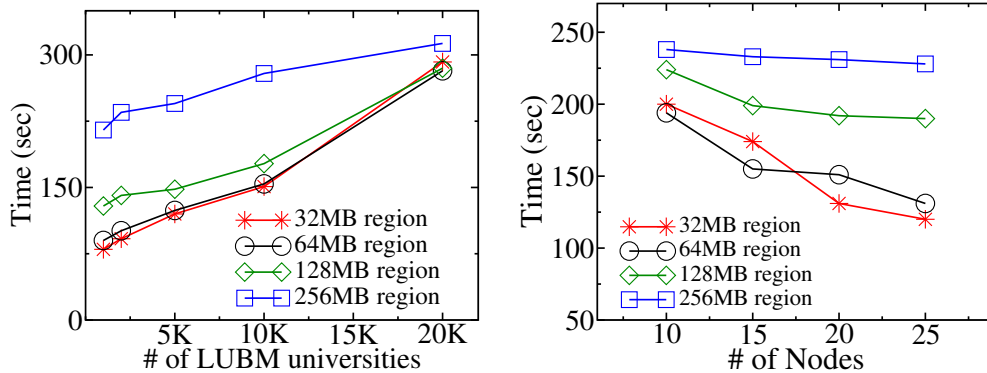 300
150
0
Time (sec)
5K 10K 15K 20K
# of LUBM universities
32MB region
64MB region
128MB region
256MB region
250
200
150
100
50
Time (sec)
10 15 20 25
# of Nodes
32MB region
64MB region
128MB region
256MB region